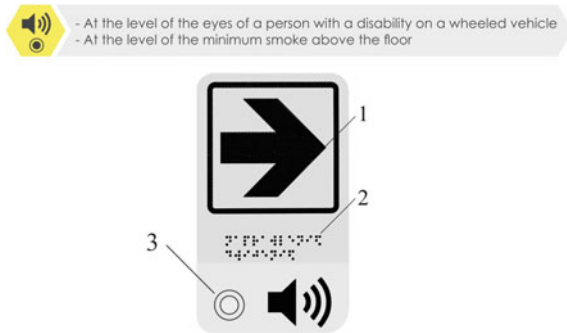 - At the level of the eyes of a person with a disability on a wheeled vehicle
- At the level of the minimum smoke above the floor
1
2
3